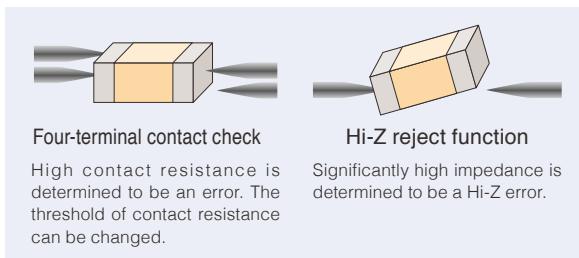 Four-terminal contact check
High contact resistance is
determined to be an error. The
threshold of contact resistance
can be changed.
Hi-Z reject function
Significantly high impedance is
determined to be a Hi-Z error.